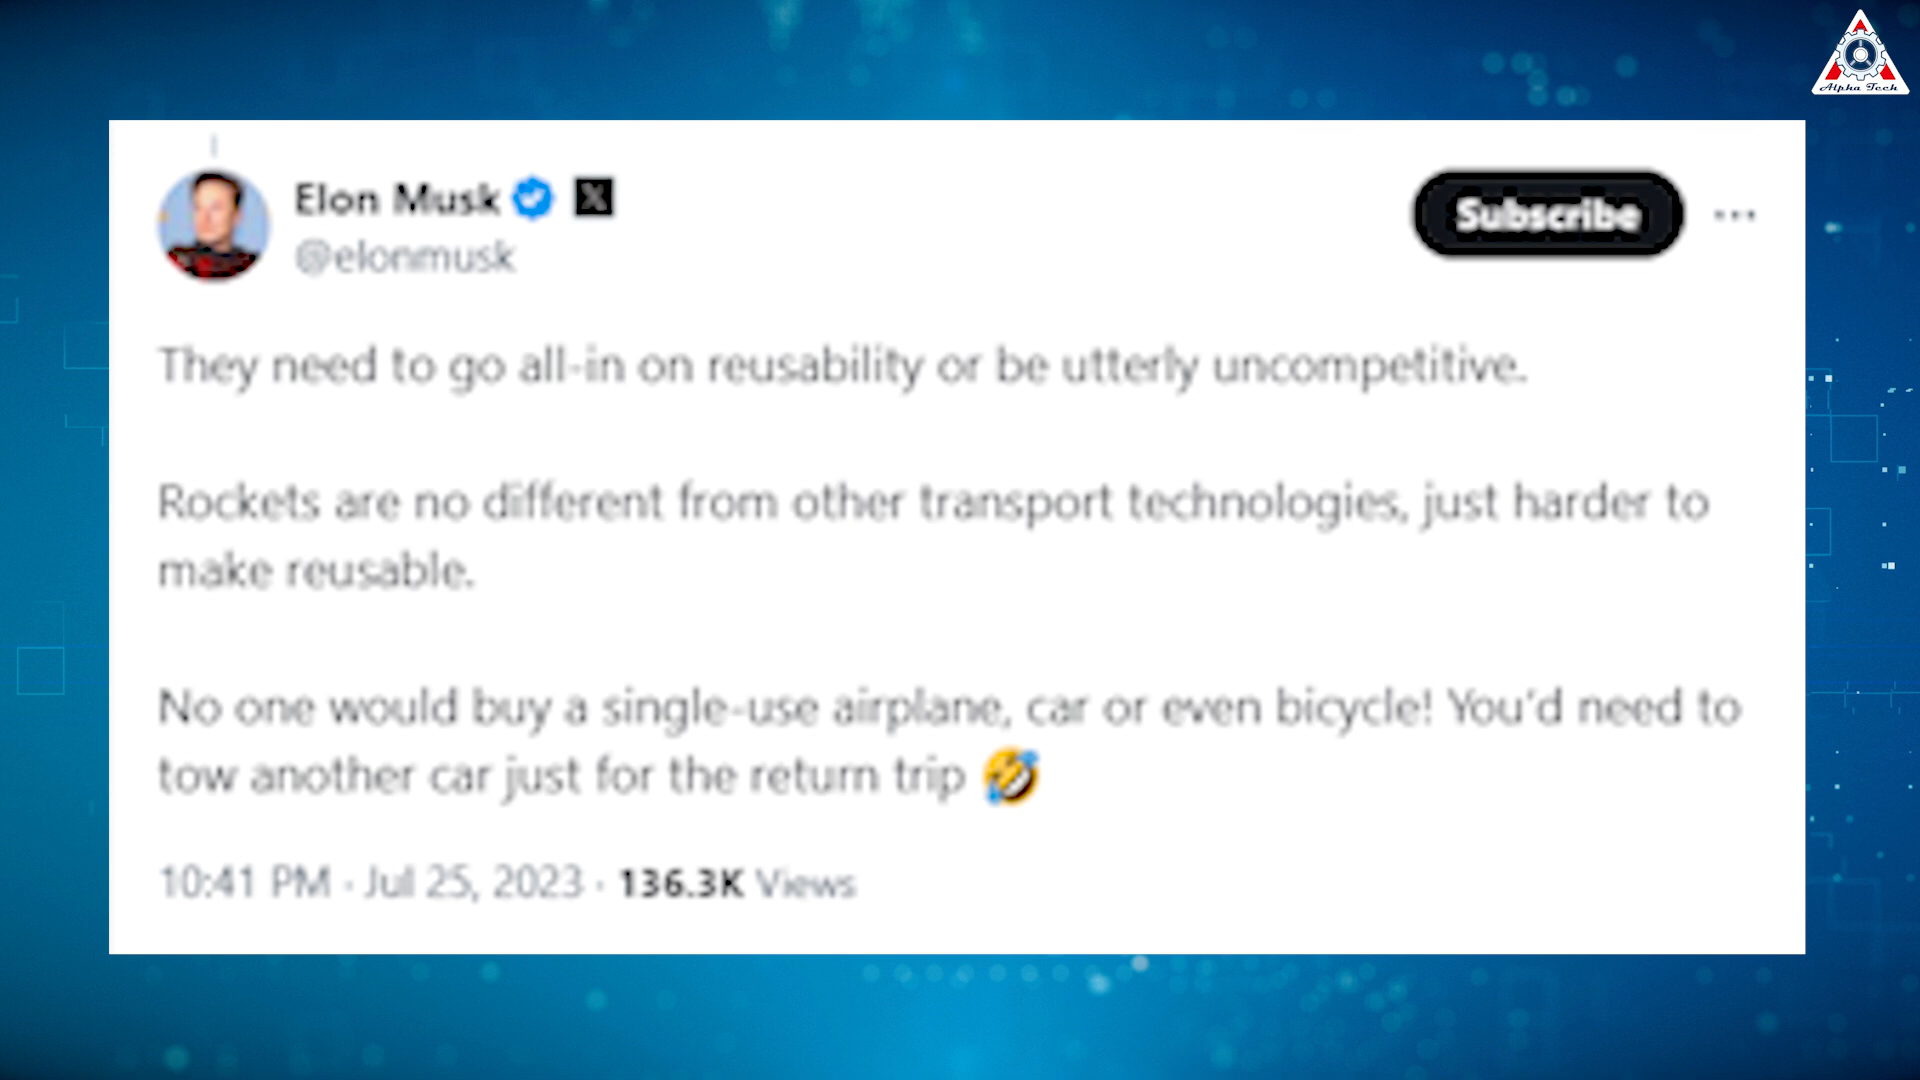 Alpha Tech
Elon Musk
Subscribe
@elonmusk
They need to go all-in on reusability or be utterly uncompetitive.
Rockets are no different from other transport technologies, just harder to
make reusable.
No one would buy a single-use airplane, car or even bicycle! You'd need to
tow another car just for the return trip 🤣
10:41 PM · Jul 25, 2023 · 136.3K Views